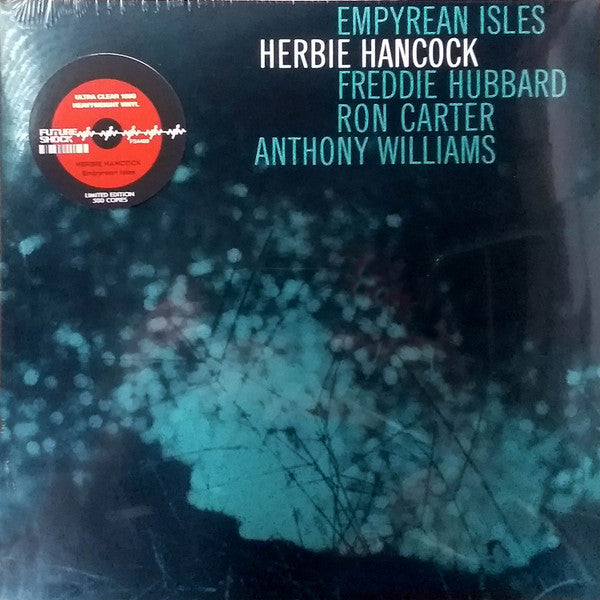 EMPYREAN ISLES
HERBIE HANCOCK
FREDDIE HUBBARD
RON CARTER
ANTHONY WILLIAMS
ULTRA CLEAR 180G
HEAVYWEIGHT VINYL
FUTURE
SHOCK
HERBIE HANCOCK
Empyrean Isles
LIMITED EDITION
500 COPIES